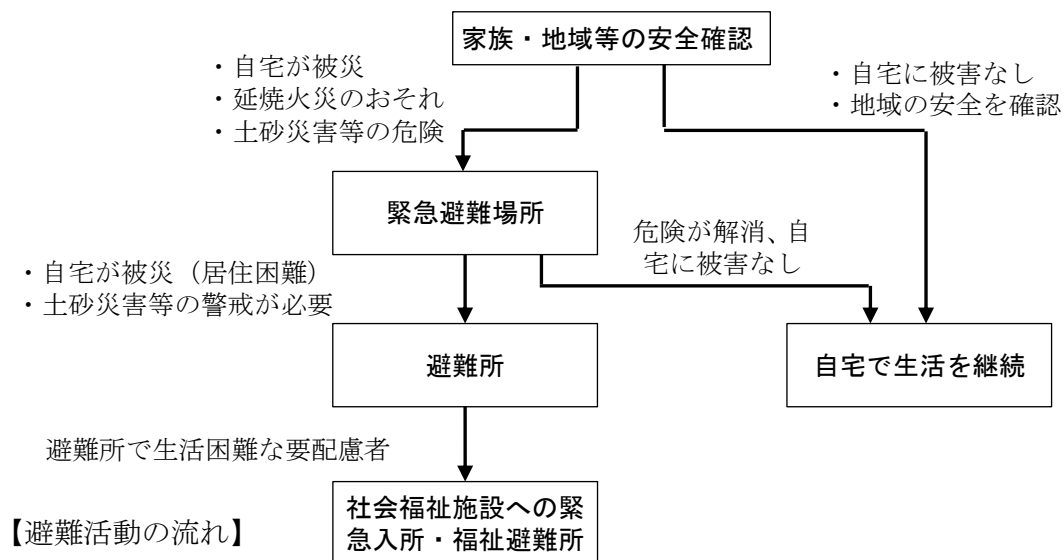 家族・地域等の安全確認
・自宅が被災
・延焼火災のおそれ
・土砂災害等の危険
・自宅に被害なし
・地域の安全を確認
緊急避難場所
危険が解消、自
宅に被害なし
・自宅が被災（居住困難）
・土砂災害等の警戒が必要
避難所
自宅で生活を継続
避難所で生活困難な要配慮者
社会福祉施設への緊
急入所・福祉避難所
【避難活動の流れ】